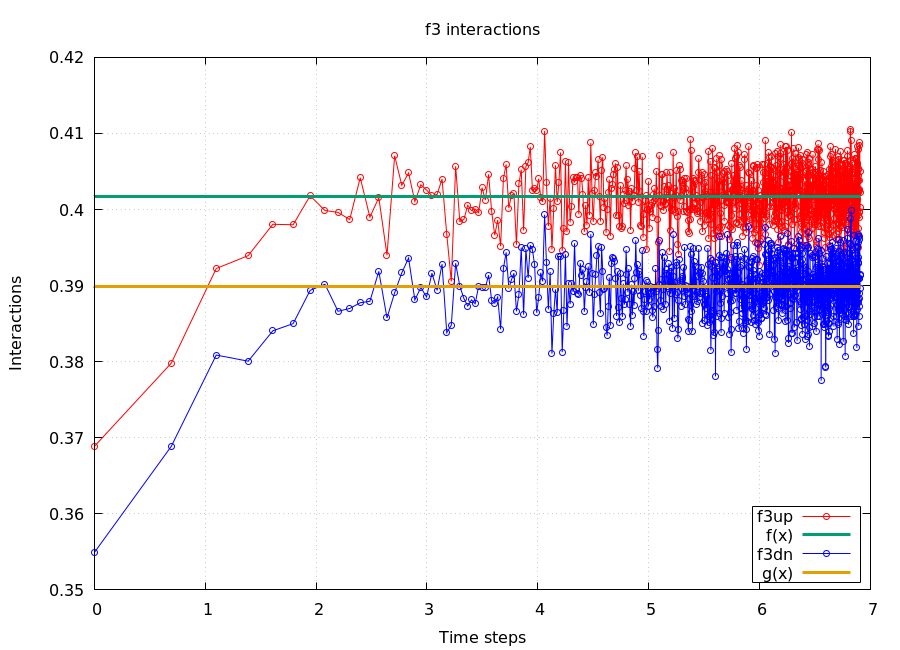 f3 interactions
0.42
0.41
0.4
0.39
0.38
0.37
0.36
0.35
Interactions
f3up
f(x)
f3dn
g(x)
0 1 2 3 4 5 6 7
Time steps